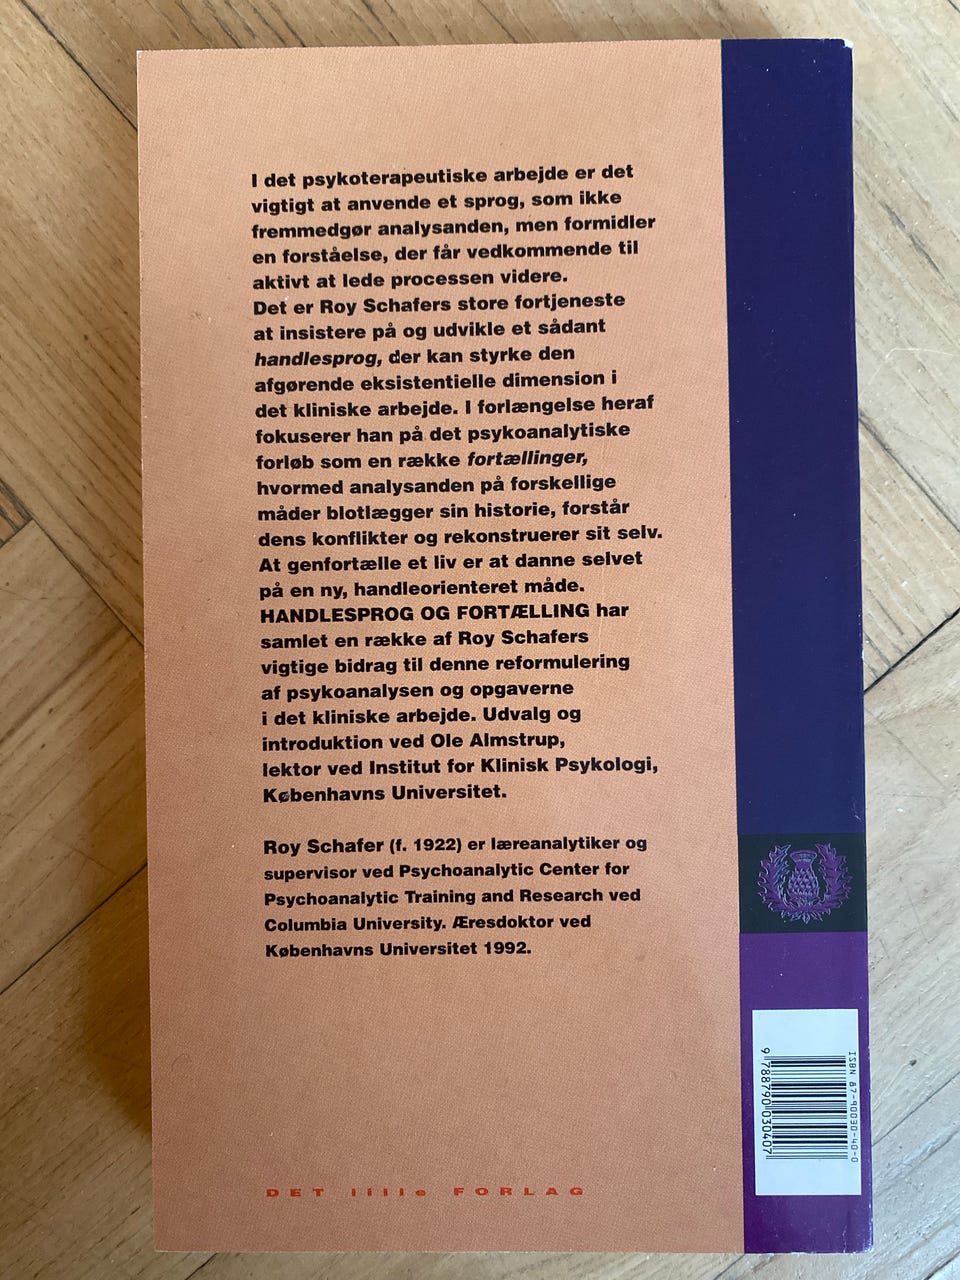 I det psykoterapeutiske arbejde er det
vigtigt at anvende et sprog, som ikke
fremmedgør analysanden, men formidler
en forståelse, der får vedkommende til
aktivt at lede processen videre.
Det er Roy Schafers store fortjeneste
at insistere på og udvikle et sådant
handlesprog, der kan styrke den
afgørende eksistentielle dimension i
det kliniske arbejde. I forlængelse heraf
fokuserer han på det psykoanalytiske
forløb som en række fortællinger,
hvormed analysanden på forskellige
måder blotlægger sin historie, forstår
dens konflikter og rekonstruerer sit selv.
At genfortælle et liv er at danne selvet
på en ny, handleorienteret måde.
HANDLESPROG OG FORTÆLLING har
samlet en række af Roy Schafers
vigtige bidrag til denne reformulering
af psykoanalysen og opgaverne
i det kliniske arbejde. Udvalg og
introduktion ved Ole Almstrup,
lektor ved Institut for Klinisk Psykologi,
Københavns Universitet.
Roy Schafer (f. 1922) er læreanalytiker og
supervisor ved Psychoanalytic Center for
Psychoanalytic Training and Research ved
Columbia University. Æresdoktor ved
Københavns Universitet 1992.
DET lille FORLAG
ISBN 87-90030-40-0
9 788790 030407